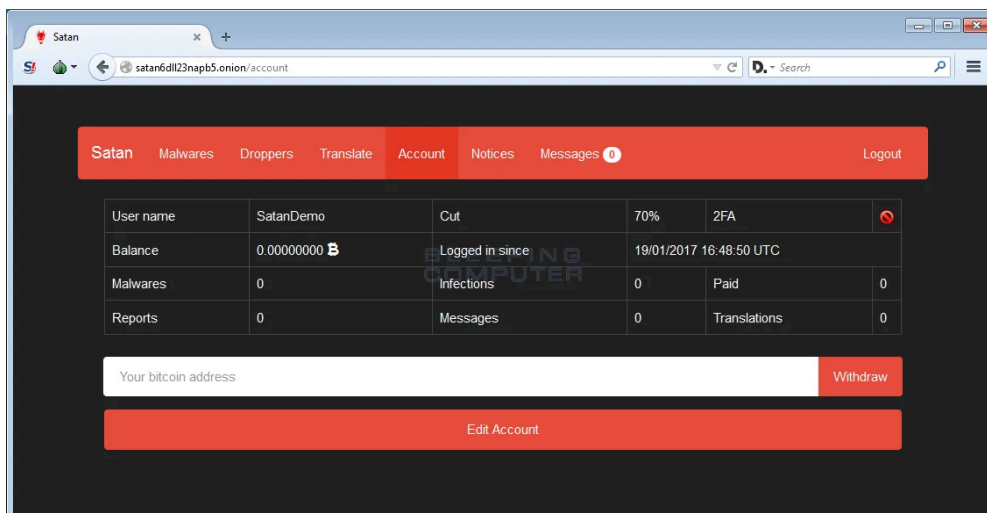 Satan
satan6dll23napb5.onion/account
Search
Satan Malwares Droppers Translate Account Notices Messages 0 Logout
User name SatanDemo Cut 70% 2FA
Balance 0.00000000 Logged in since 19/01/2017 16:48:50 UTC
BLEEPING
COMPUTER
Malwares 0 Infections 0 Paid 0
Reports 0 Messages 0 Translations 0
Your bitcoin address Withdraw
Edit Account